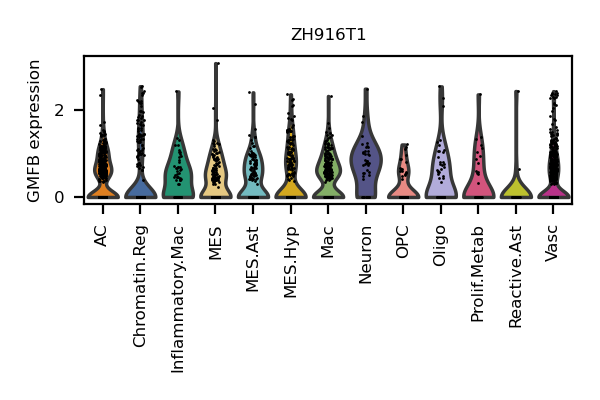 ZH916T1
GMFB expression
2
0
AC
Chromatin.Reg
Inflammatory.Mac
MES
MES.Ast
MES.Hyp
Mac
Neuron
OPC
Oligo
Prolif.Metab
Reactive.Ast
Vasc